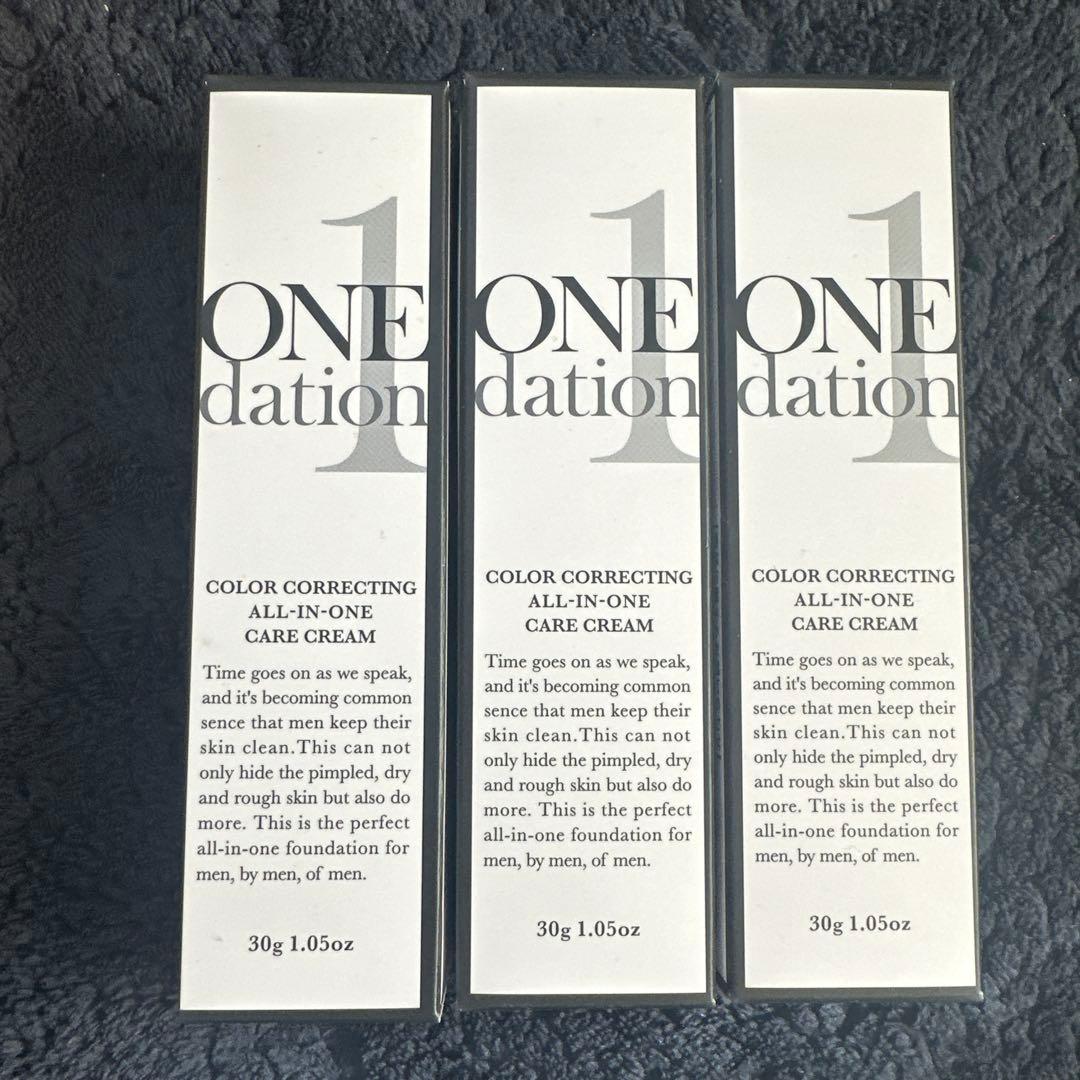 1
ONE
dation
COLOR CORRECTING
ALL-IN-ONE
CARE CREAM
Time goes on as we speak,
and it's becoming common
sence that men keep their
skin clean.This can not
only hide the pimpled, dry
and rough skin but also do
more. This is the perfect
all-in-one foundation for
men, by men, of men.
30g 1.05oz
1
ONE
dation
COLOR CORRECTING
ALL-IN-ONE
CARE CREAM
Time goes on as we speak,
and it's becoming common
sence that men keep their
skin clean.This can not
only hide the pimpled, dry
and rough skin but also do
more. This is the perfect
all-in-one foundation for
men, by men, of men.
30g 1.05oz
1
ONE
dation
COLOR CORRECTING
ALL-IN-ONE
CARE CREAM
Time goes on as we speak,
and it's becoming common
sence that men keep their
skin clean.This can not
only hide the pimpled, dry
and rough skin but also do
more. This is the perfect
all-in-one foundation for
men, by men, of men.
30g 1.05oz